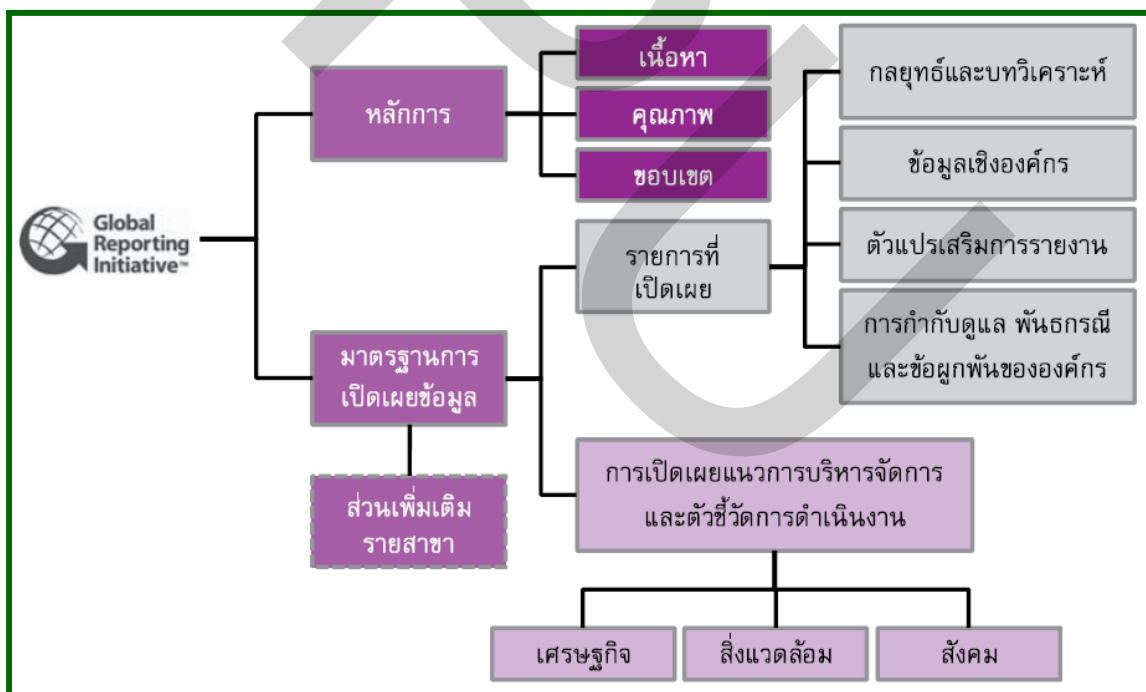 Global
Reporting
Initiative™
หลักการ
เนื้อหา
คุณภาพ
ขอบเขต
มาตรฐานการ
เปิดเผยข้อมูล
ส่วนเพิ่มเติม
รายสาขา
รายการที่
เปิดเผย
กลยุทธ์และบทวิเคราะห์
ข้อมูลเชิงองค์กร
ตัวแปรเสริมการรายงาน
การกำกับดูแล พันธกรณี
และข้อผูกพันขององค์กร
การเปิดเผยแนวการบริหารจัดการ
และตัวชี้วัดการดำเนินงาน
เศรษฐกิจ
สิ่งแวดล้อม
สังคม